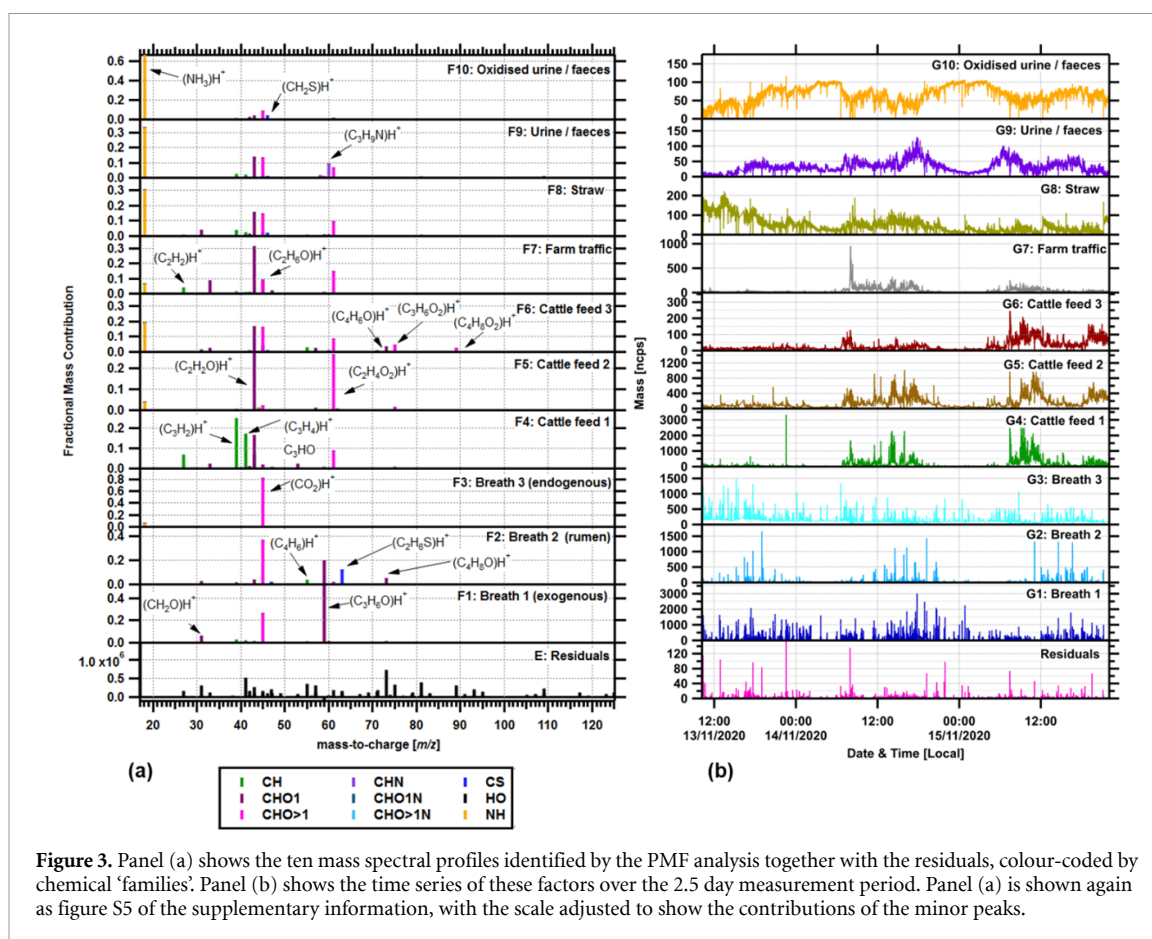 0.6
0.4
0.2
0.0
F10: Oxidised urine / faeces
(NH₃)H⁺
(CH₂S)H⁺
0.3
0.2
0.1
0.0
F9: Urine / faeces
(C₃H₉N)H⁺
0.3
0.2
0.1
0.0
F8: Straw
0.3
0.2
0.1
0.0
F7: Farm traffic
(C₂H₂)H⁺
(C₂H₆O)H⁺
0.3
0.2
0.1
0.0
F6: Cattle feed 3
(C₄H₈O)H⁺
(C₃H₆O₂)H⁺
(C₄H₈O₂)H⁺
0.2
0.1
0.0
F5: Cattle feed 2
(C₂H₂O)H⁺
(C₂H₄O₂)H⁺
0.2
0.1
0.0
F4: Cattle feed 1
(C₃H₂)H⁺
(C₃H₄)H⁺
C₃HO
0.8
0.6
0.4
0.2
0.0
F3: Breath 3 (endogenous)
(CO₂)H⁺
0.4
0.2
0.0
F2: Breath 2 (rumen)
(C₄H₆)H⁺
(C₂H₆S)H⁺
(C₄H₈O)H⁺
0.4
0.2
0.0
F1: Breath 1 (exogenous)
(CH₂O)H⁺
(C₃H₆O)H⁺
1.0 x10⁶
0.5
0.0
E: Residuals
20 30 40 50 60 70 80 90 100 110 120
mass-to-charge [m/z]
Fractional Mass Contribution
(a)
CH CHN CS
CHO1 CHO1N HO
CHO>1 CHO>1N NH
150
100
50
0
G10: Oxidised urine / faeces
150
100
50
0
G9: Urine / faeces
200
100
0
G8: Straw
1000
500
0
G7: Farm traffic
300
200
100
0
G6: Cattle feed 3
1000
600
400
200
0
G5: Cattle feed 2
3000
2000
1000
0
G4: Cattle feed 1
1500
1000
500
0
G3: Breath 3
1500
1000
500
0
G2: Breath 2
3000
2000
1000
0
G1: Breath 1
120
80
40
0
Residuals
Mass [ncps]
12:00 00:00 12:00 00:00 12:00
13/11/2020 14/11/2020 15/11/2020
Date & Time [Local]
(b)
Figure 3. Panel (a) shows the ten mass spectral profiles identified by the PMF analysis together with the residuals, colour-coded by
chemical ‘families’. Panel (b) shows the time series of these factors over the 2.5 day measurement period. Panel (a) is shown again
as figure S5 of the supplementary information, with the scale adjusted to show the contributions of the minor peaks.